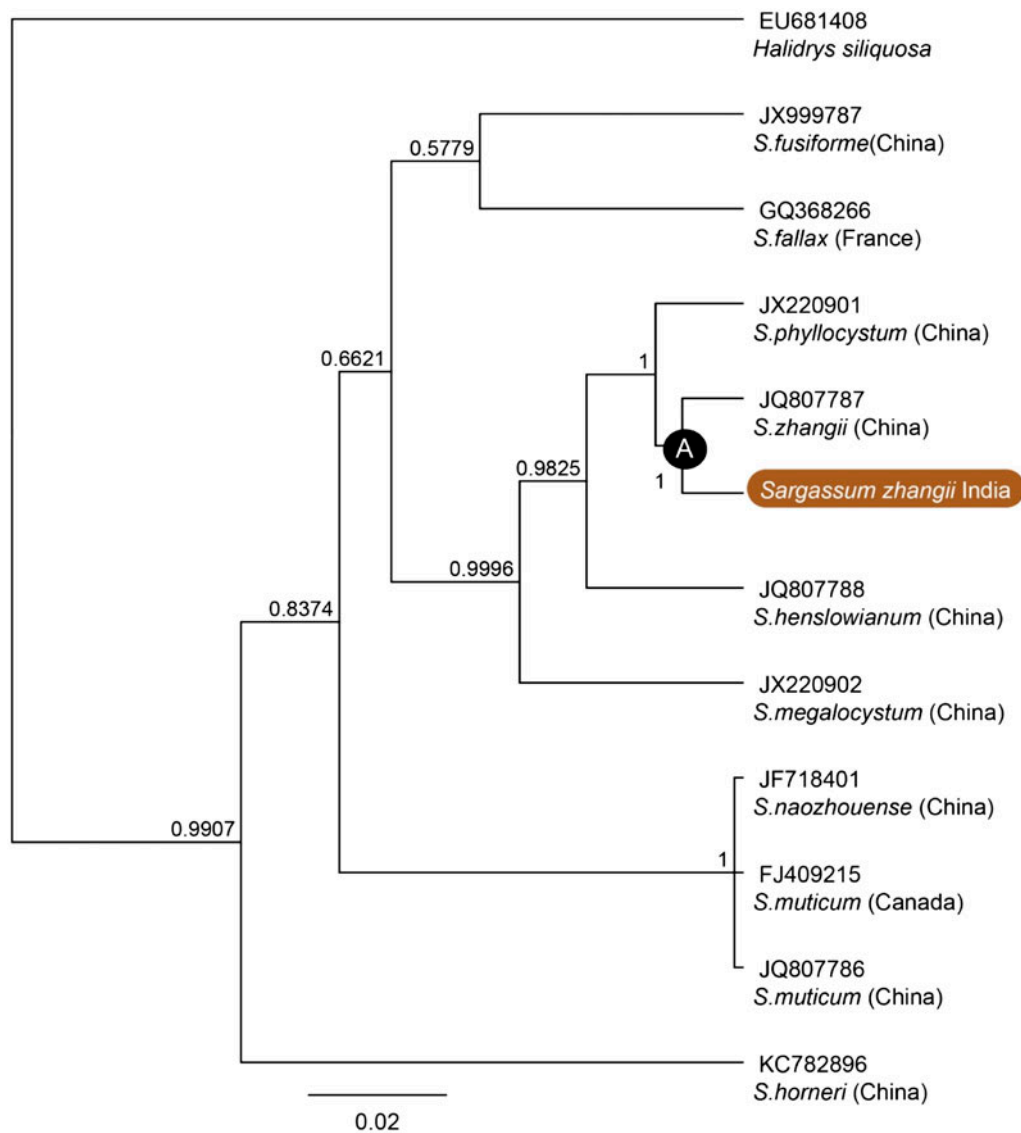 EU681408
Halidrys siliquosa
JX999787
S.fusiforme(China)
0.5779
GQ368266
S.fallax (France)
JX220901
S.phyllocystum (China)
0.6621
1
JQ807787
S.zhangii (China)
A
0.9825
1
Sargassum zhangii India
0.9996
JQ807788
S.henslowianum (China)
0.8374
JX220902
S.megalocystum (China)
JF718401
S.naozhouense (China)
0.9907
1
FJ409215
S.muticum (Canada)
JQ807786
S.muticum (China)
KC782896
S.horneri (China)
0.02